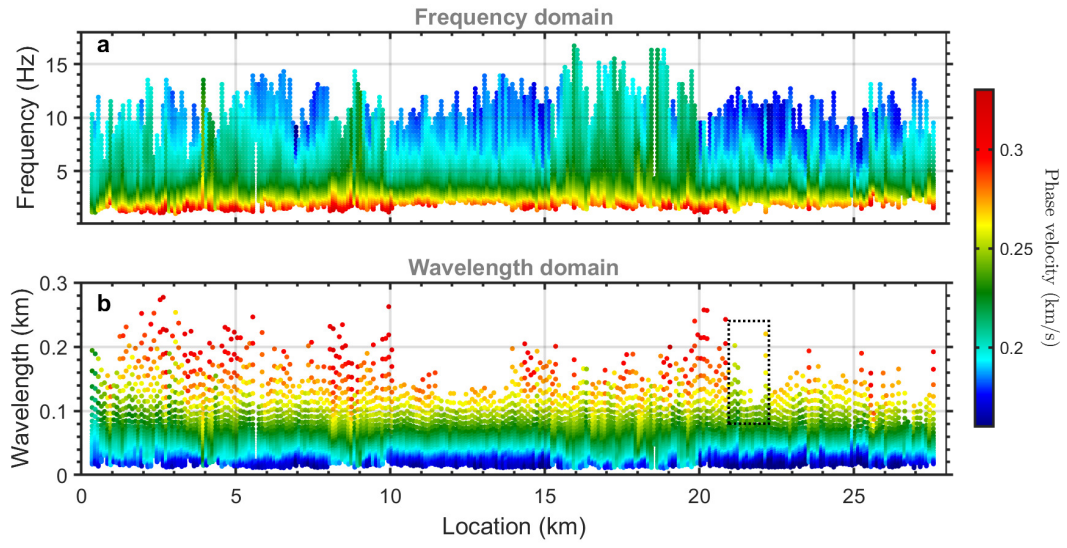 Frequency domain
a
Frequency (Hz)
15
10
5
Wavelength domain
b
Wavelength (km)
0.3
0.2
0.1
0
0 5 10 15 20 25
Location (km)
0.3
0.25
0.2
Phase velocity (km/s)